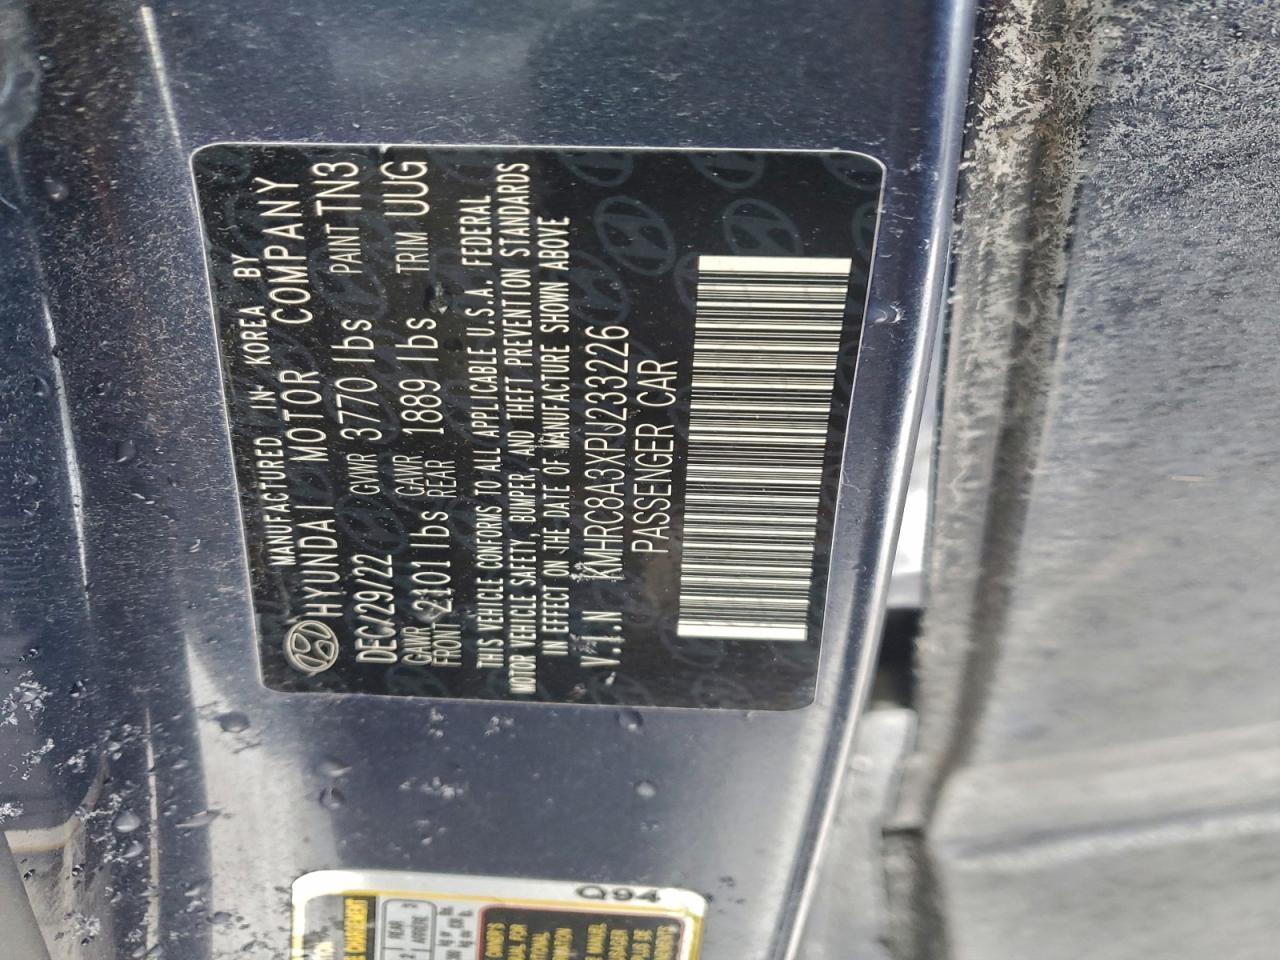 MANUFACTURED IN KOREA BY
HYUNDAI MOTOR COMPANY
DEC/29/22 GVWR 3770 lbs PAINT TN3
GAWR FRONT 2101 lbs GAWR REAR 1889 lbs TRIM UUG
THIS VEHICLE CONFORMS TO ALL APPLICABLE U.S.A. FEDERAL
MOTOR VEHICLE SAFETY, BUMPER, AND THEFT PREVENTION STANDARDS
IN EFFECT ON THE DATE OF MANUFACTURE SHOWN ABOVE
V.I.N KMHRC8A3XPU233226
PASSENGER CAR
Q94